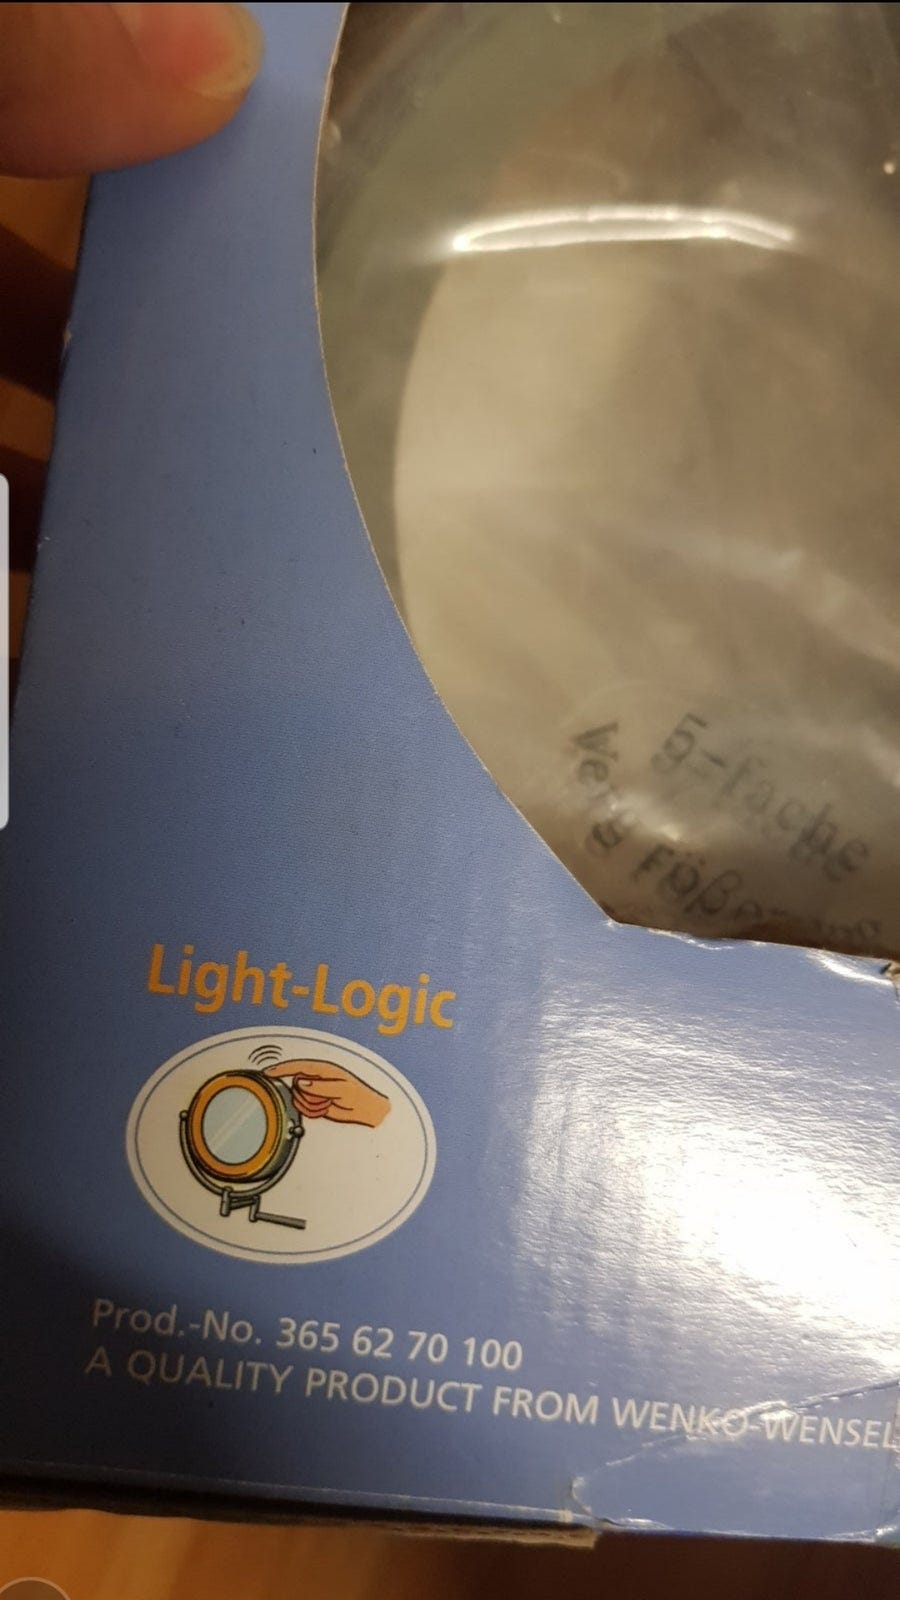 5-fache
Vergrößerung
Light-Logic
Prod.-No. 365 62 70 100
A QUALITY PRODUCT FROM WENKO-WENSEL